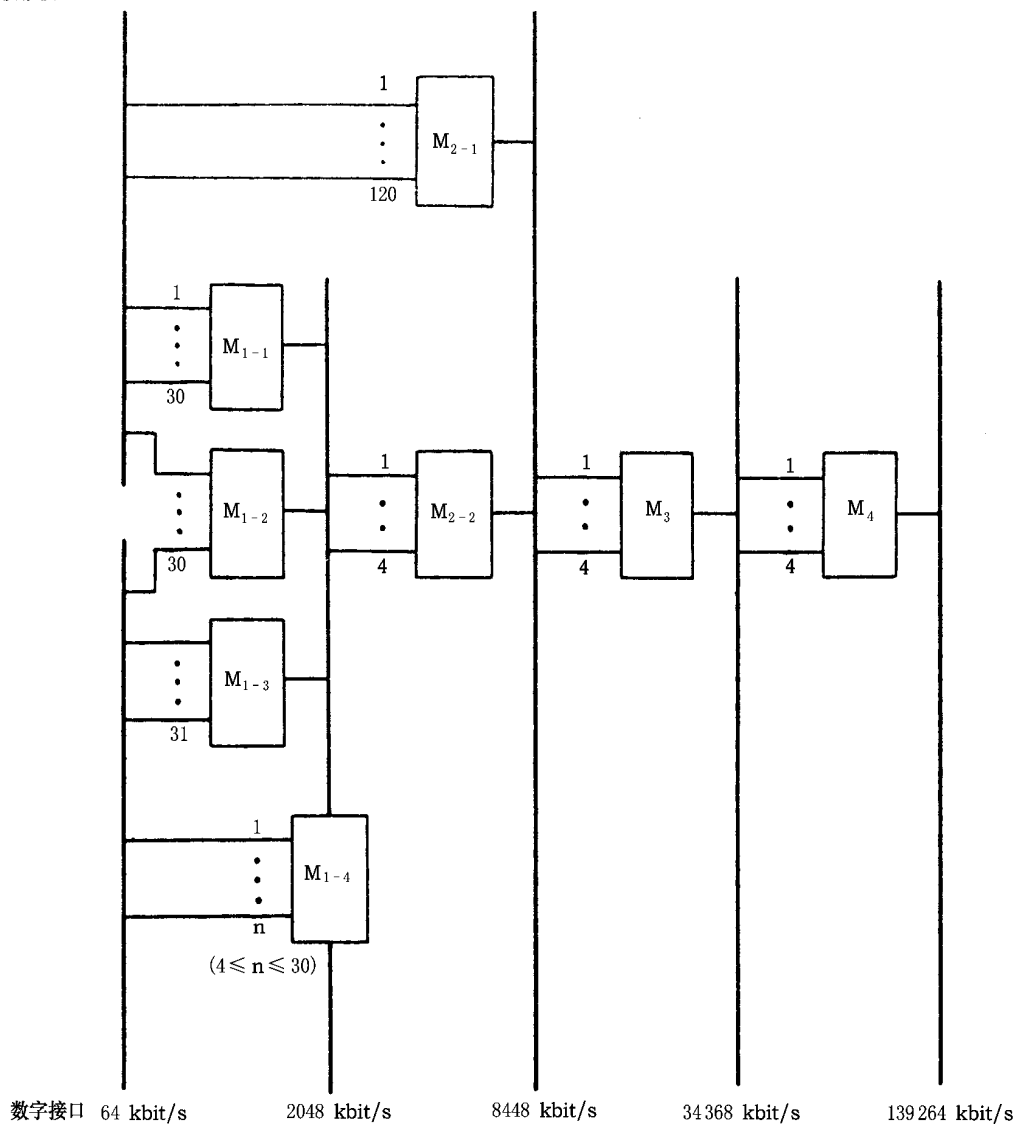 1
M2-1
120
1
M1-1
30
M1-2
30
1
M2-2
4
1
M3
4
1
M4
4
M1-3
31
1
M1-4
n
(4≤n≤30)
数字接口 64 kbit/s 2048 kbit/s 8448 kbit/s 34368 kbit/s 139264 kbit/s